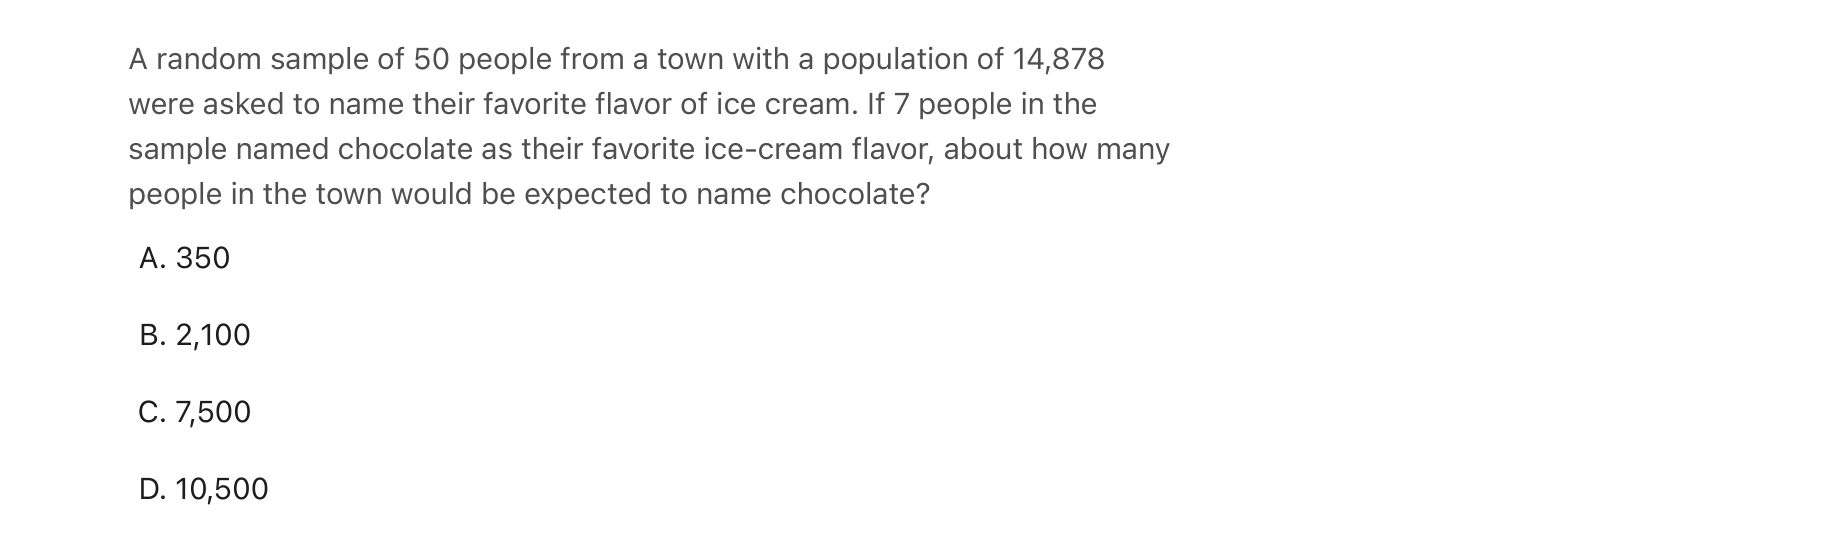 A random sample of 50 people from a town with a population of 14,878
were asked to name their favorite flavor of ice cream. If 7 people in the
sample named chocolate as their favorite ice-cream flavor, about how many
people in the town would be expected to name chocolate?
A. 350
B. 2,100
C. 7,500
D. 10,500